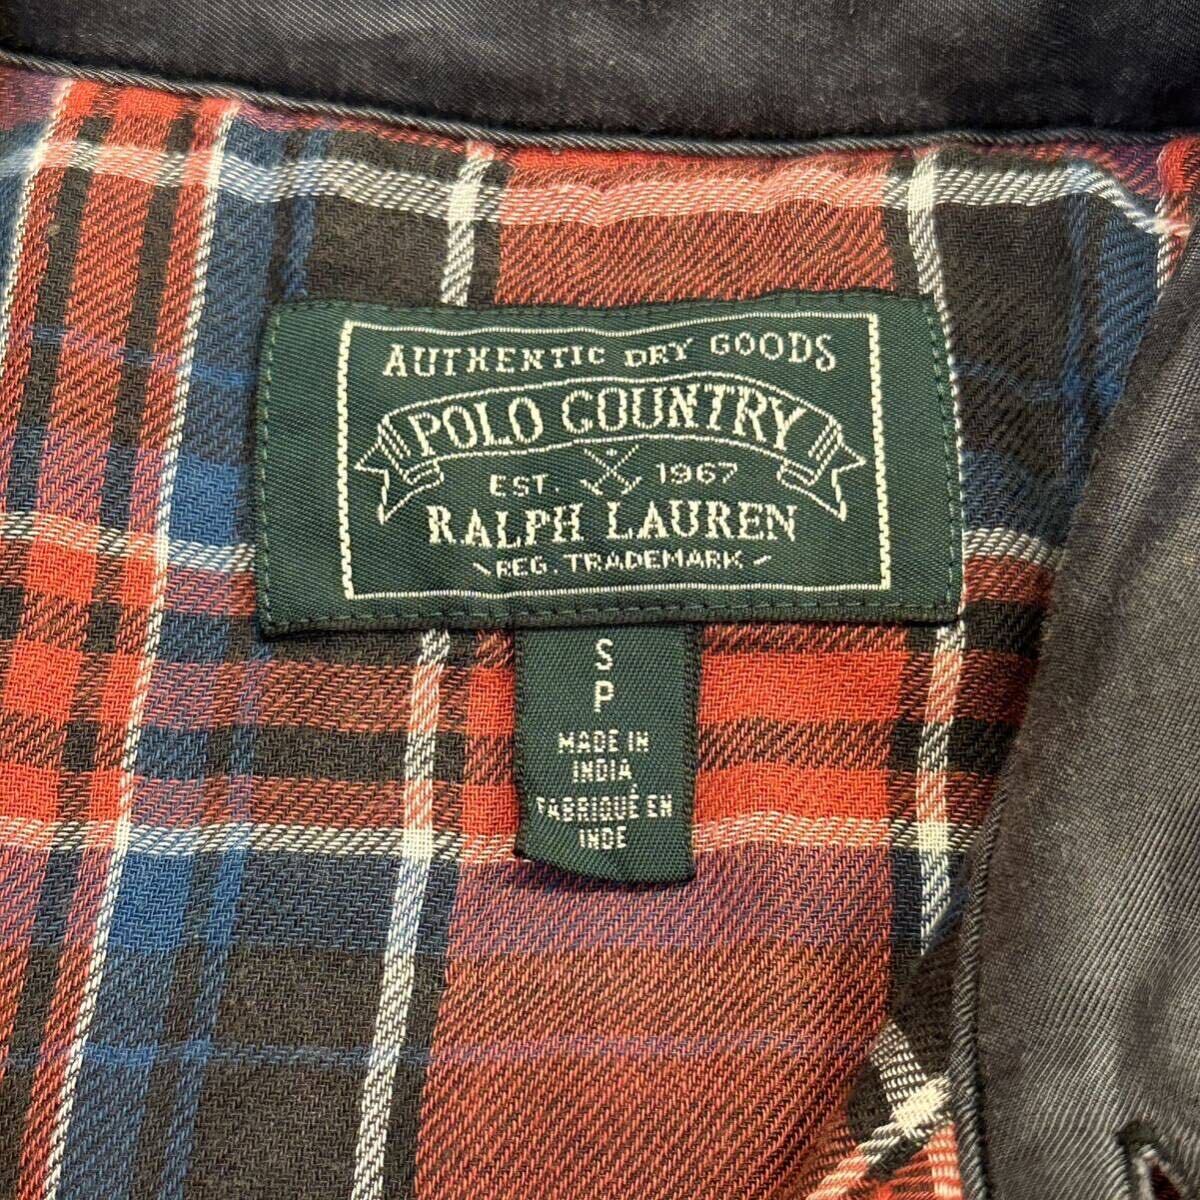 AUTHENTIC DRY GOODS
POLO COUNTRY
EST. 1967
RALPH LAUREN
REG. TRADEMARK
S
P
MADE IN
INDIA
FABRIQUÉ EN
INDE